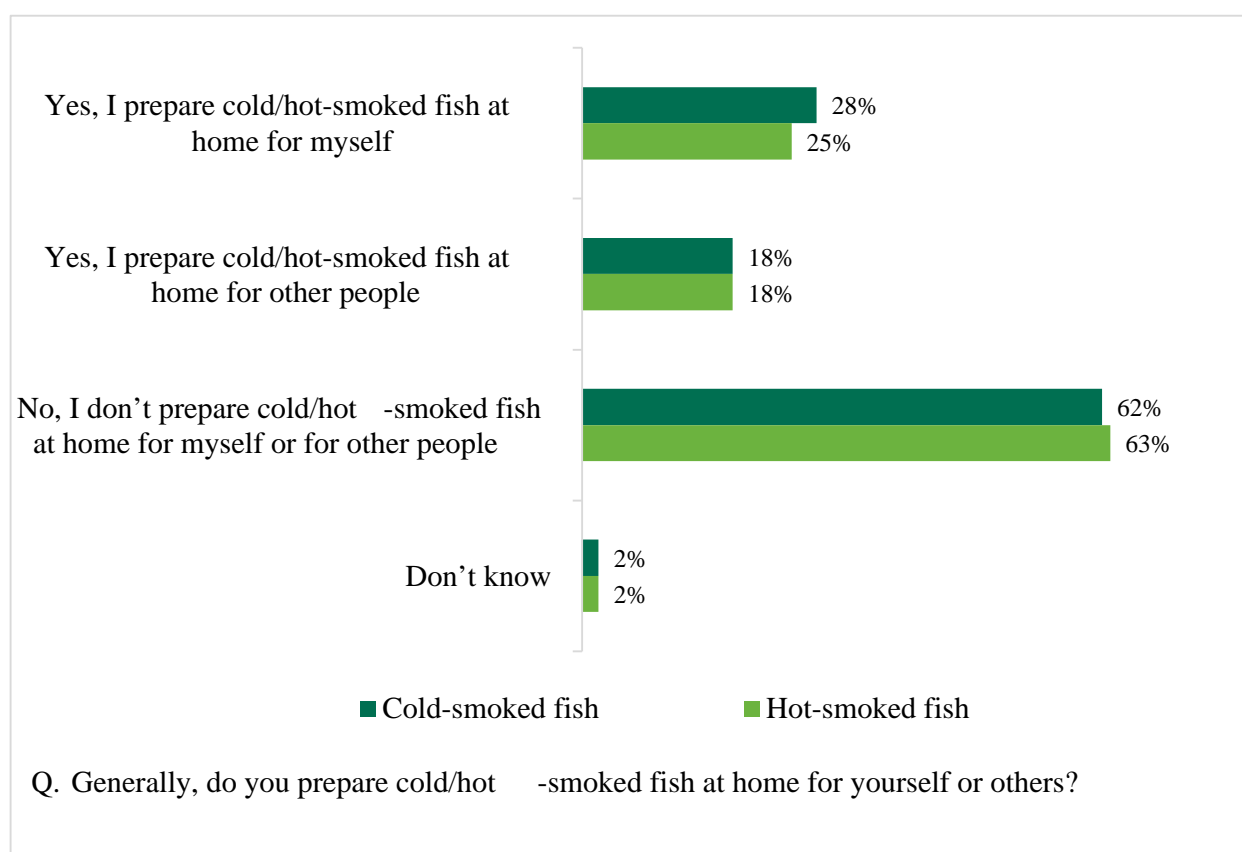 Yes, I prepare cold/hot-smoked fish at
home for myself
28%
25%
Yes, I prepare cold/hot-smoked fish at
home for other people
18%
18%
No, I don’t prepare cold/hot -smoked fish
at home for myself or for other people
62%
63%
Don’t know
2%
2%
Cold-smoked fish
Hot-smoked fish
Q. Generally, do you prepare cold/hot -smoked fish at home for yourself or others?